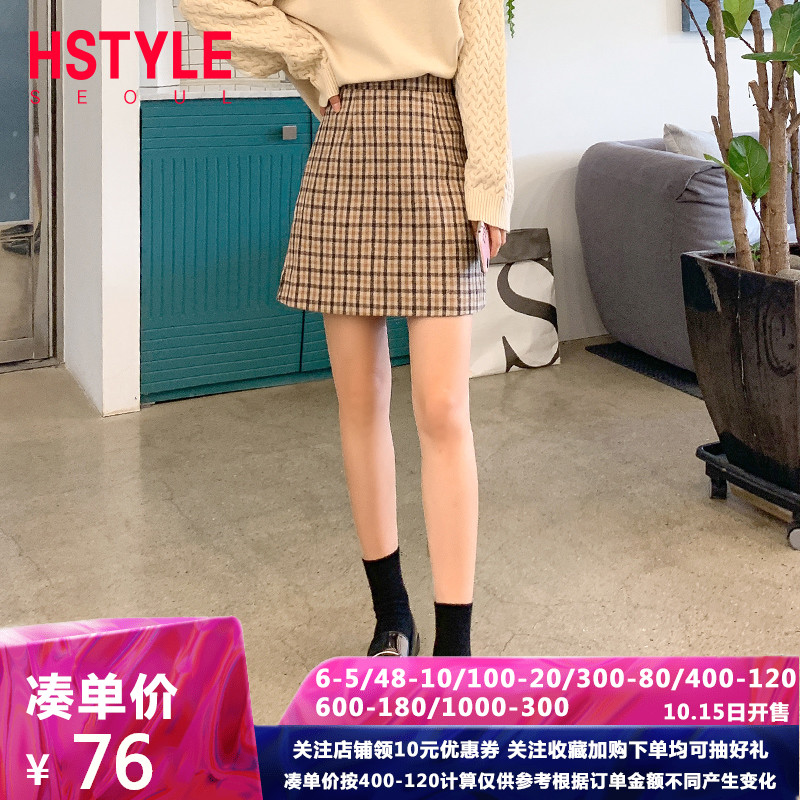 HSTYLE
SEOUL
S
凑单价
¥ 76
6-5/48-10/100-20/300-80/400-120
600-180/1000-300
10.15日开售
关注店铺领10元优惠券 关注收藏加购下单均可抽好礼
凑单价按400-120计算仅供参考根据订单金额不同产生变化